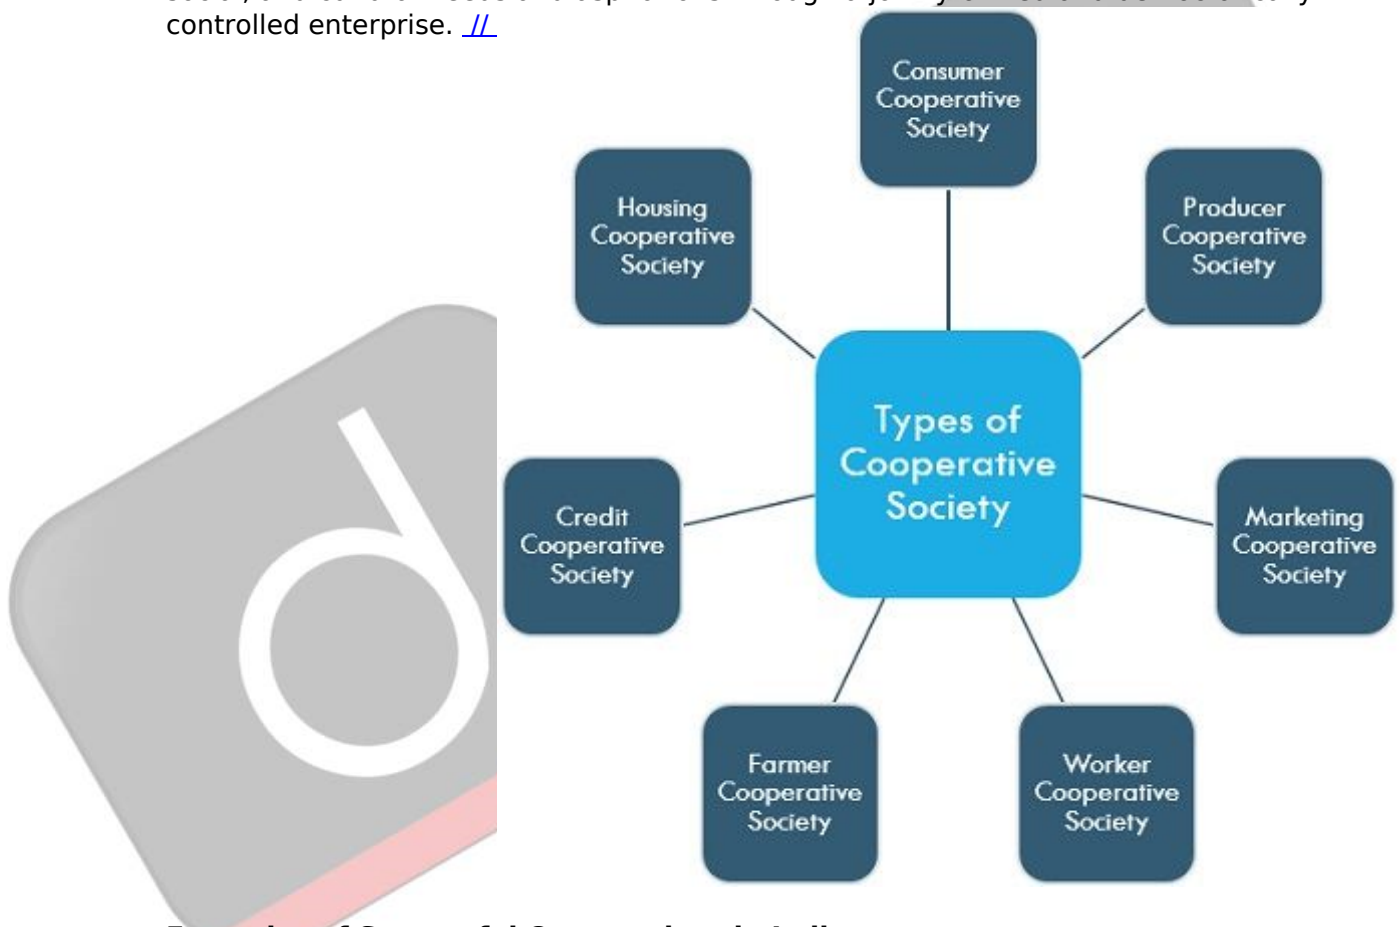 controlled enterprise. //
Consumer
Cooperative
Society
Housing
Cooperative
Society
Producer
Cooperative
Society
Types of
Cooperative
Society
Credit
Cooperative
Society
Marketing
Cooperative
Society
Farmer
Cooperative
Society
Worker
Cooperative
Society